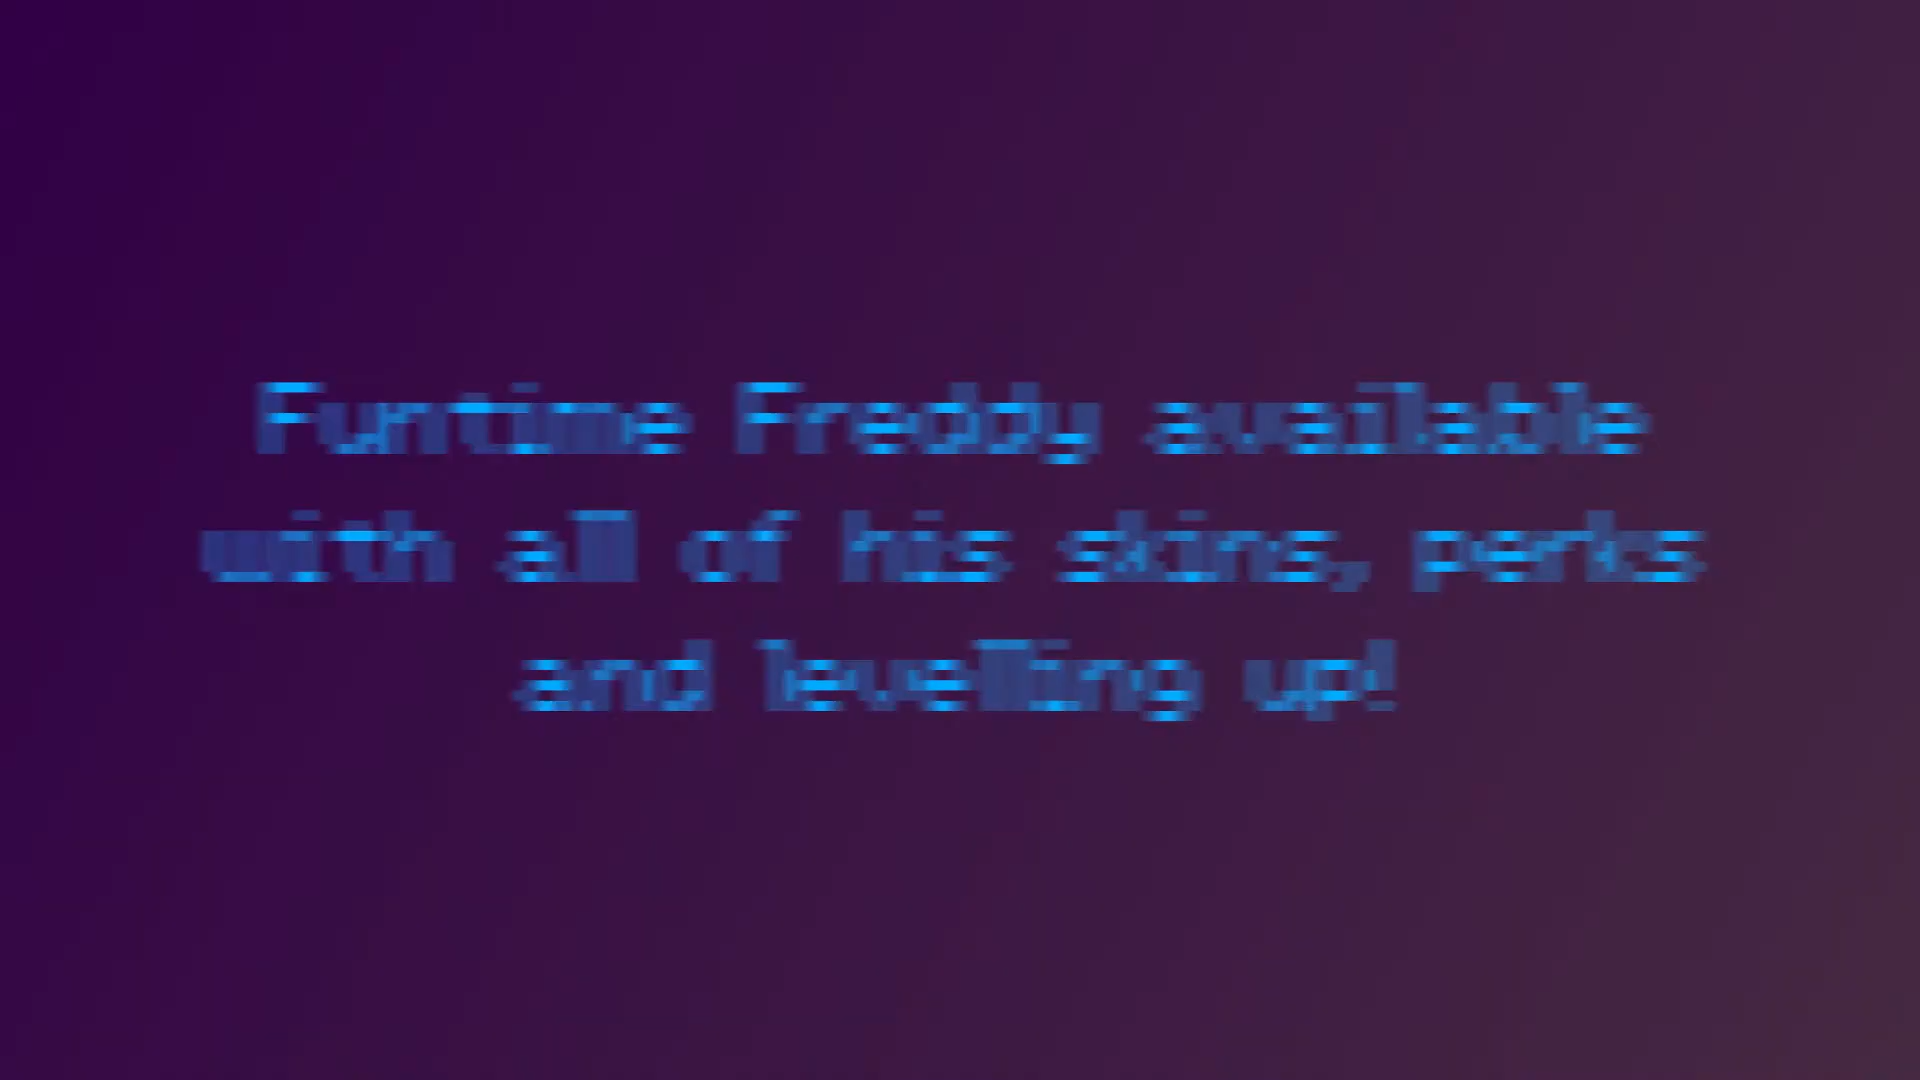 Funtime Freddy available
with all of his skins, perks
and levelling up!